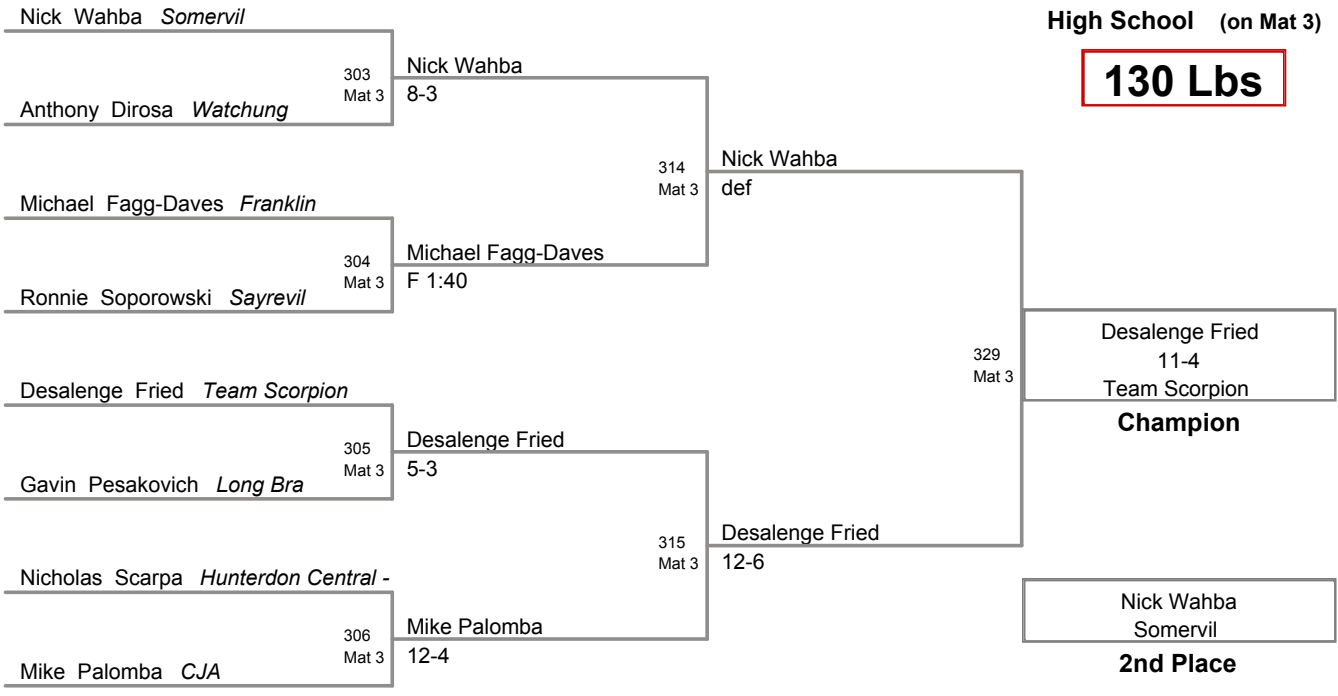 Nick Wahba Somervil
High School (on Mat 3)
130 Lbs
303
Mat 3
Nick Wahba
8-3
Anthony Dirosa Watchung
314
Mat 3
Nick Wahba
def
Michael Fagg-Daves Franklin
304
Mat 3
Michael Fagg-Daves
F 1:40
Ronnie Soporowski Sayrevil
329
Mat 3
Desalenge Fried
11-4
Team Scorpion
Champion
Desalenge Fried Team Scorpion
305
Mat 3
Desalenge Fried
5-3
Gavin Pesakovich Long Bra
315
Mat 3
Desalenge Fried
12-6
Nicholas Scarpa Hunterdon Central -
306
Mat 3
Mike Palomba
12-4
Mike Palomba CJA
Nick Wahba
Somervil
2nd Place